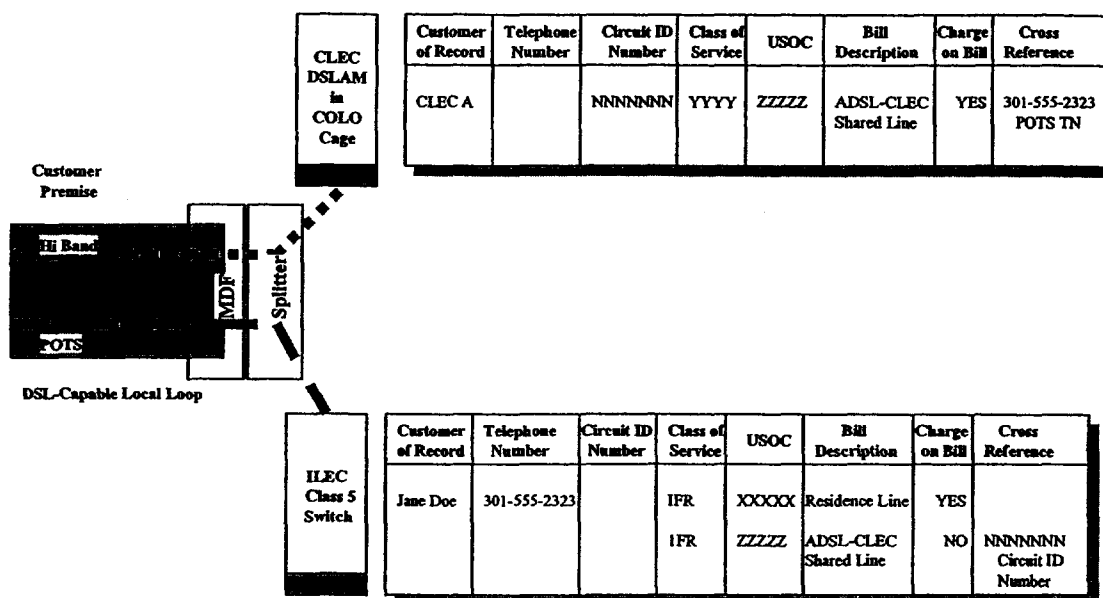 CLEC
DSLAM
in
COLO
Cage
Customer of Record Telephone Number Circuit ID Number Class of Service USOC Bill Description Charge on Bill Cross Reference
CLEC A NNNNNNN YYYY ZZZZZ ADSL-CLEC Shared Line YES 301-555-2323 POTS TN
Customer
Premise
Hi Band
MDF
Splitter
POTS
DSL-Capable Local Loop
ILEC
Class 5
Switch
Customer of Record Telephone Number Circuit ID Number Class of Service USOC Bill Description Charge on Bill Cross Reference
Jane Doe 301-555-2323 1FR XXXXX Residence Line YES
1FR ZZZZZ ADSL-CLEC Shared Line NO NNNNNNN Circuit ID Number